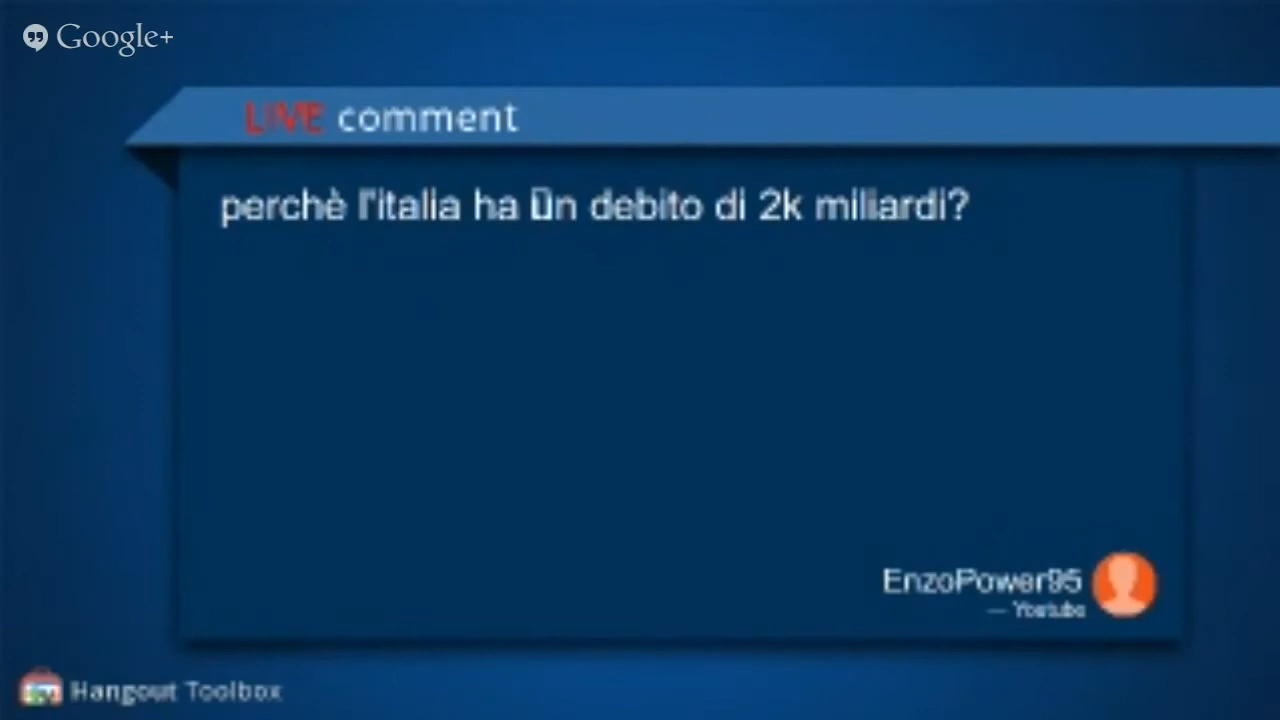 Google+
LIVE comment
perchè l'italia ha un debito di 2k miliardi?
EnzoPower95
— Youtube
Hangout Toolbox